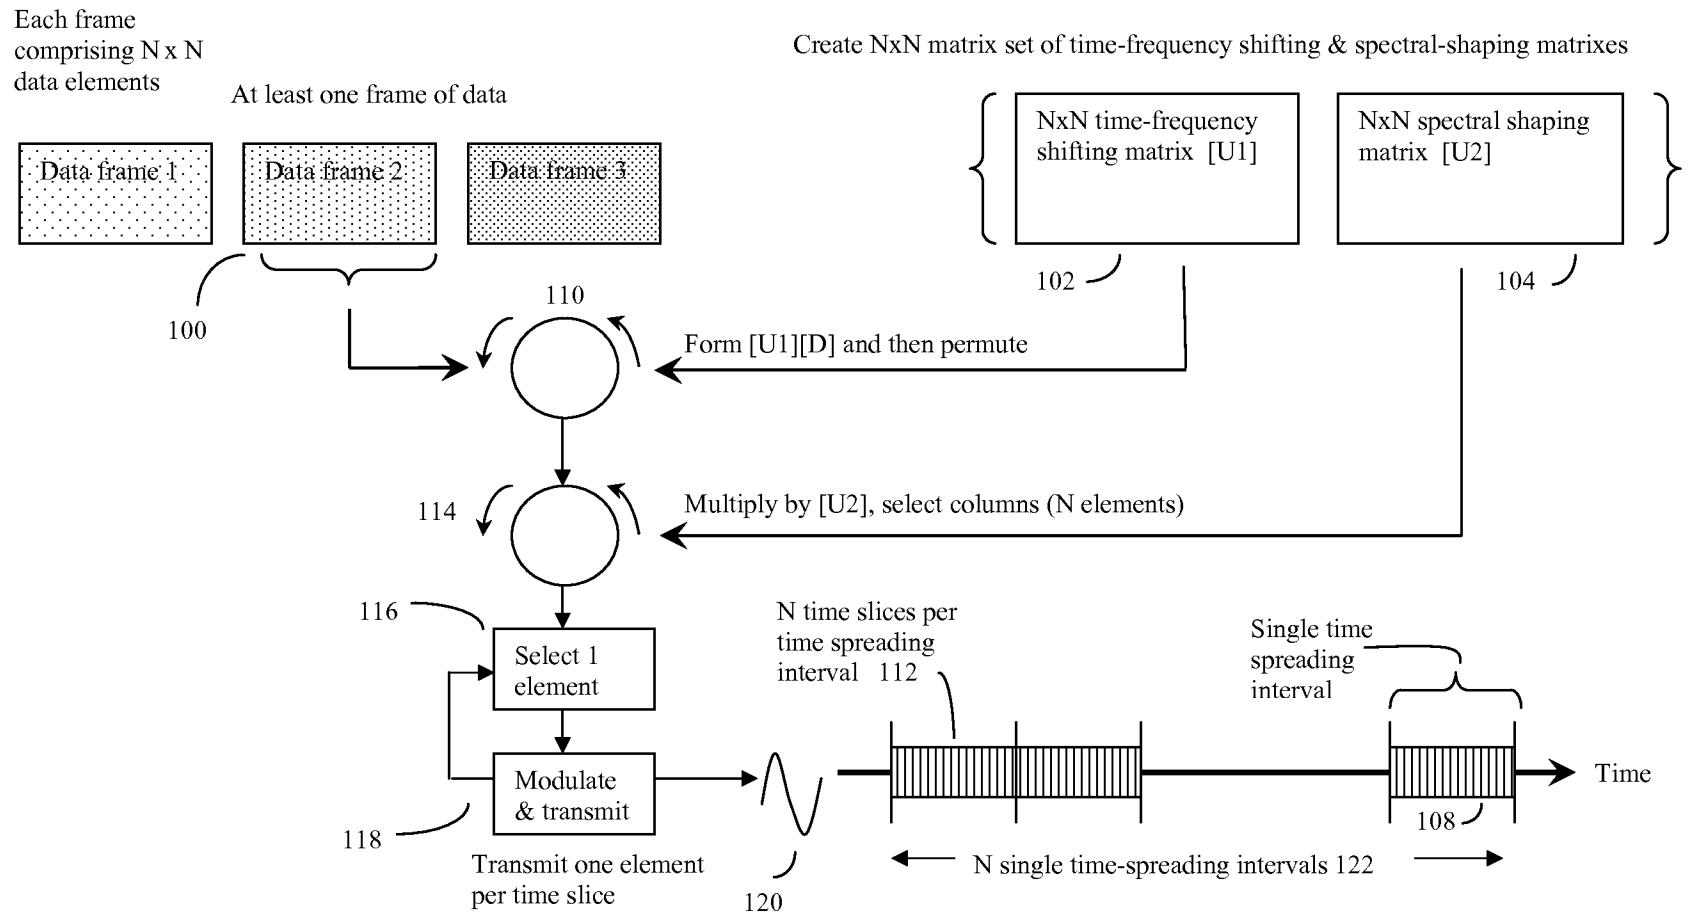 Each frame
comprising N x N
data elements
At least one frame of data
Data frame 1
Data frame 2
Data frame 3
100
Create NxN matrix set of time-frequency shifting & spectral-shaping matrixes
NxN time-frequency
shifting matrix [U1]
NxN spectral shaping
matrix [U2]
102
104
110
Form [U1][D] and then permute
114
Multiply by [U2], select columns (N elements)
116
Select 1
element
Modulate
& transmit
118
Transmit one element
per time slice
120
N time slices per
time spreading
interval 112
Single time
spreading
interval
Time
108
N single time-spreading intervals 122